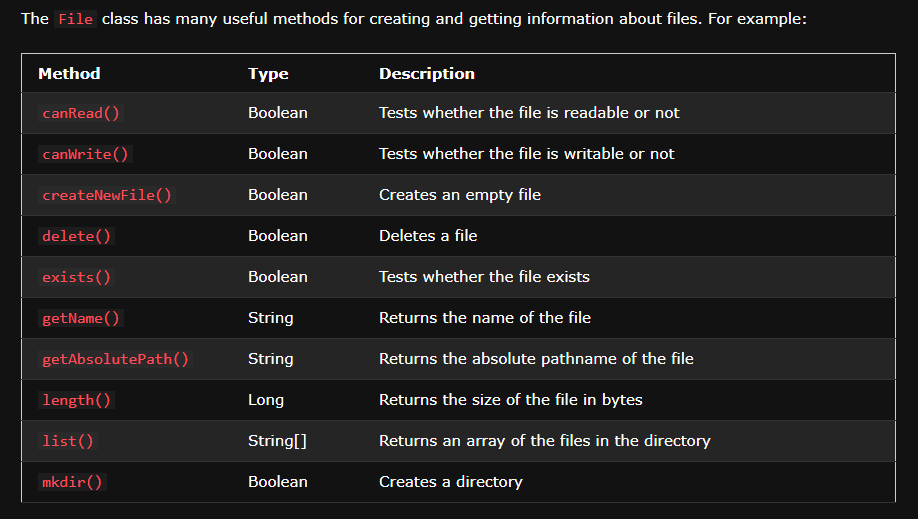 The File class has many useful methods for creating and getting information about files. For example:
Method Type Description
canRead() Boolean Tests whether the file is readable or not
canWrite() Boolean Tests whether the file is writable or not
createNewFile() Boolean Creates an empty file
delete() Boolean Deletes a file
exists() Boolean Tests whether the file exists
getName() String Returns the name of the file
getAbsolutePath() String Returns the absolute pathname of the file
length() Long Returns the size of the file in bytes
list() String[] Returns an array of the files in the directory
mkdir() Boolean Creates a directory